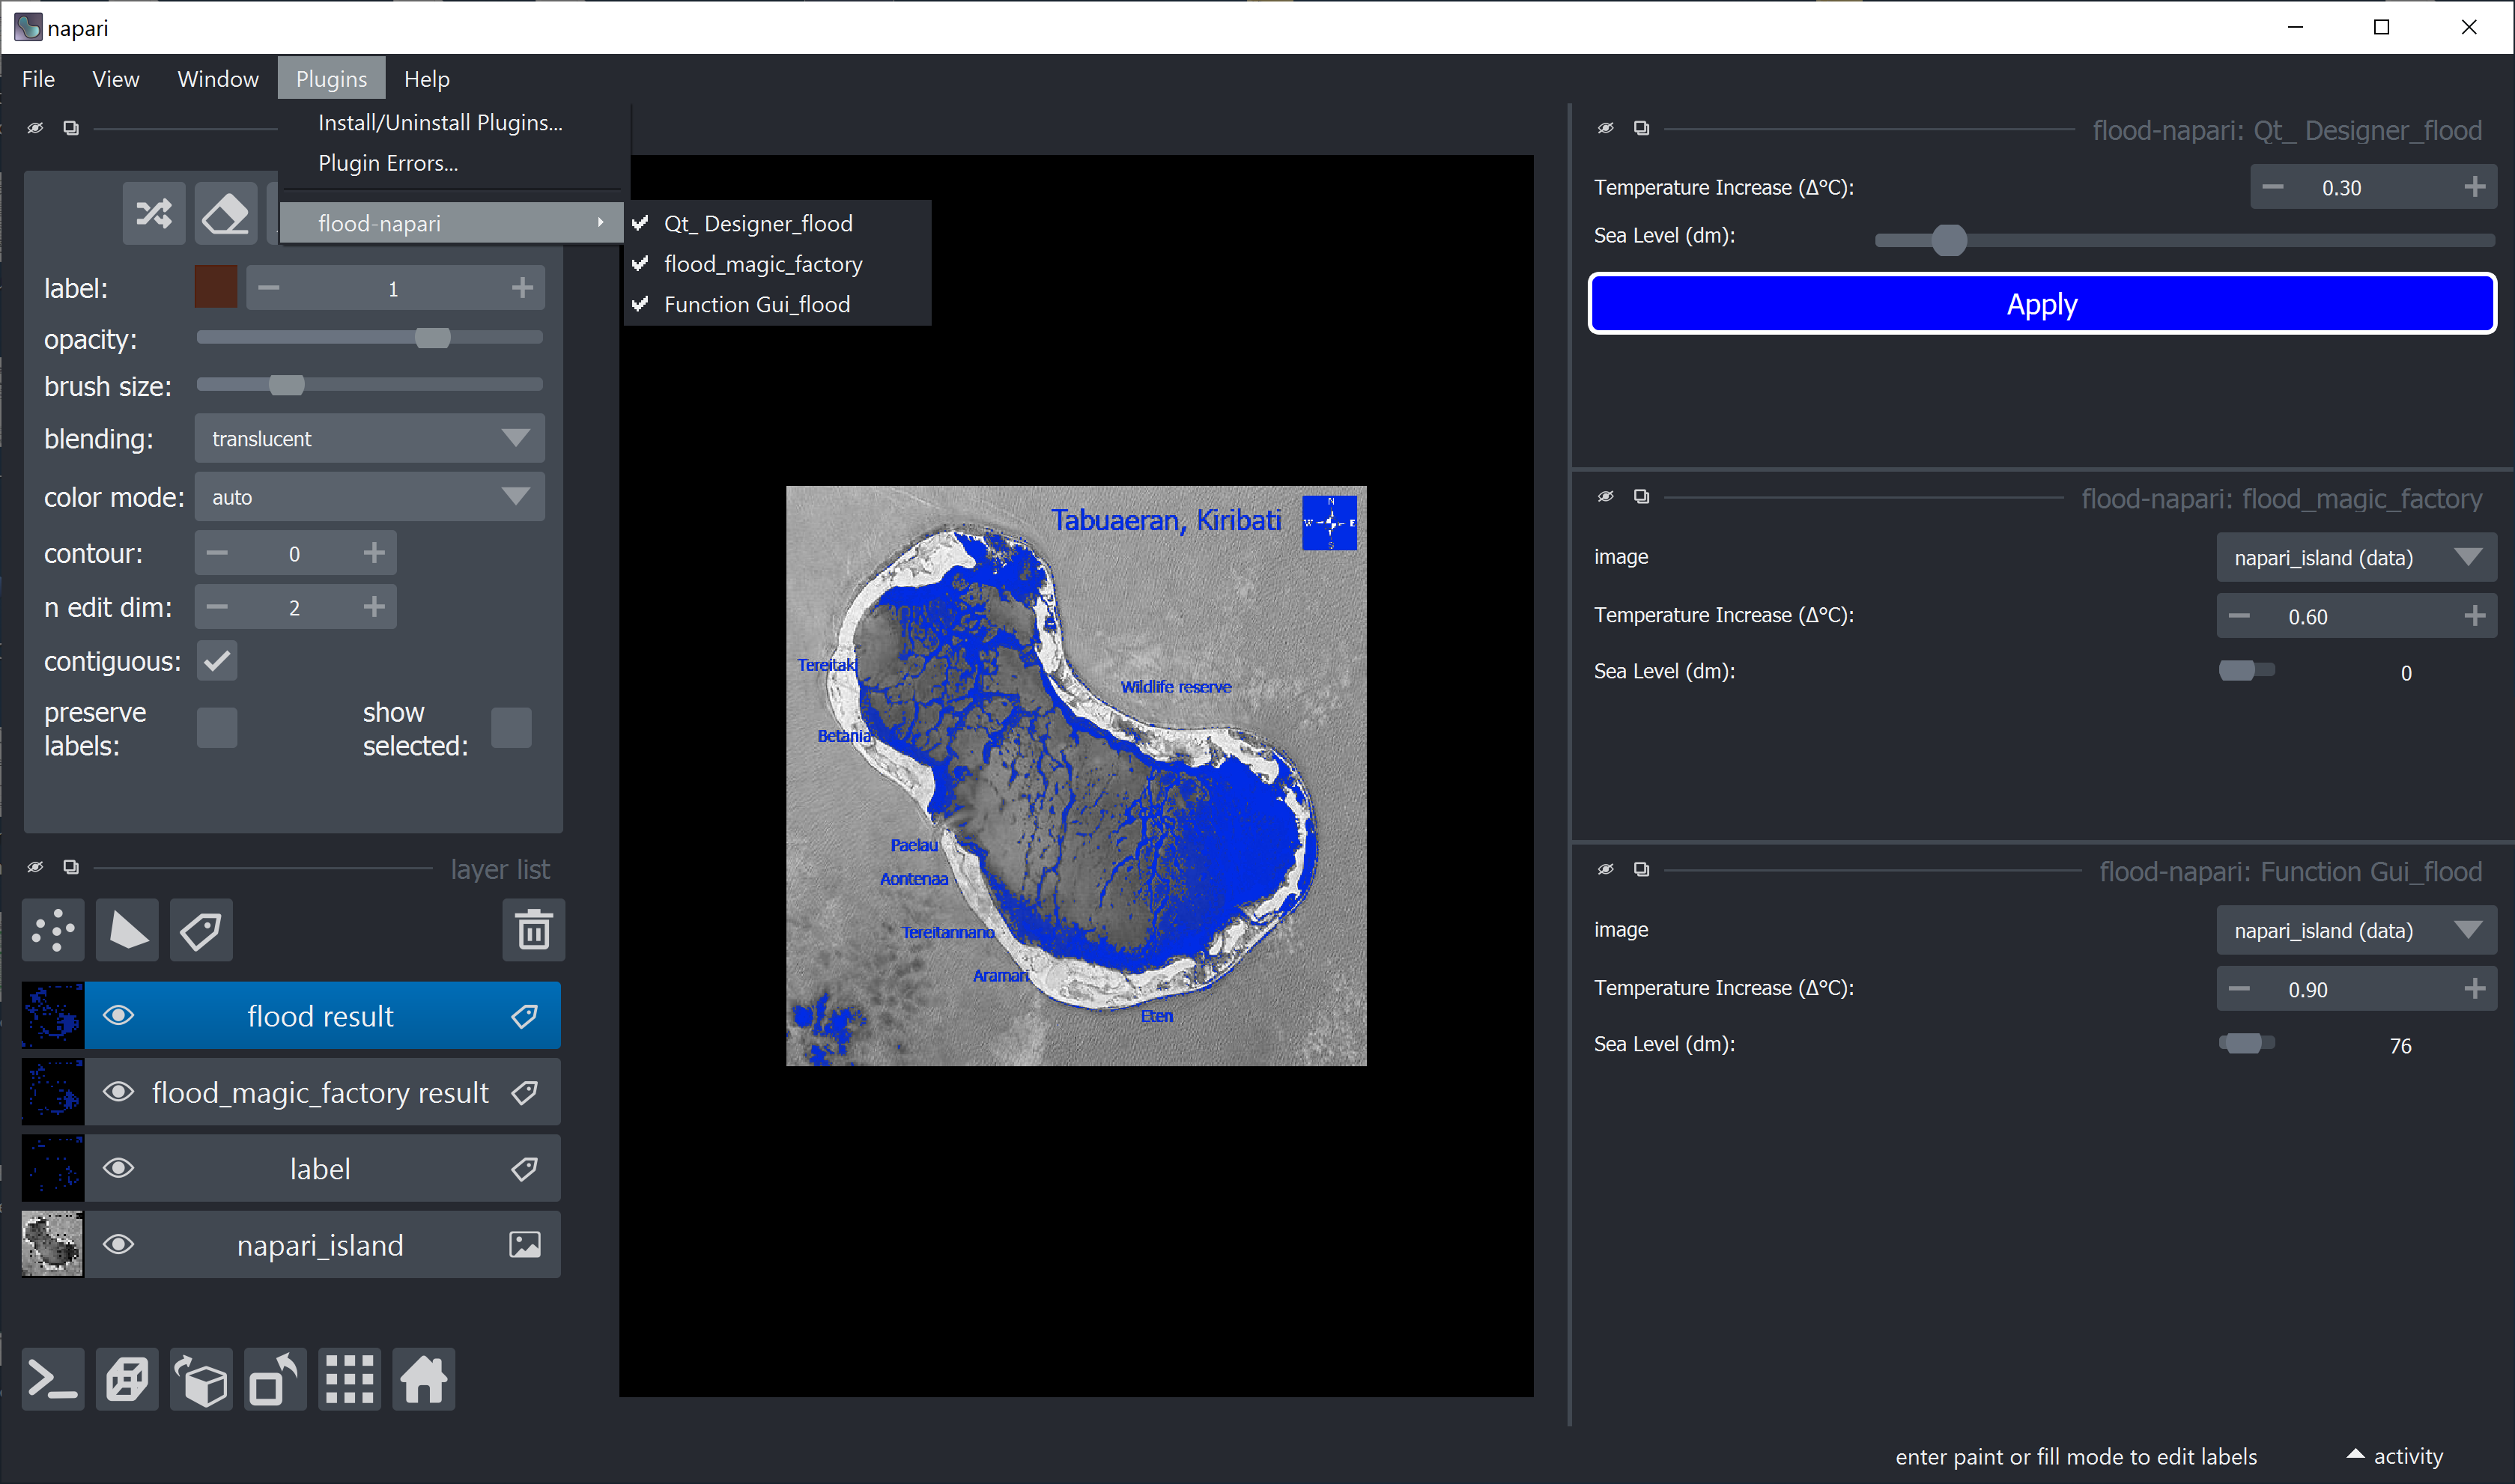 napari
File View Window Plugins Help
Install/Uninstall Plugins...
Plugin Errors...
flood-napari
Qt_ Designer_flood
flood_magic_factory
Function Gui_flood
label: 1
opacity:
brush size:
blending: translucent
color mode: auto
contour: 0
n edit dim: 2
contiguous:
preserve labels:
show selected:
layer list
flood result
flood_magic_factory result
label
napari_island
Tabuaeran, Kiribati
N
W E
S
Tereitaki
Wildlife reserve
Betania
Paelau
Aontenaa
Tereitannano
Aramari
Eten
flood-napari: Qt_ Designer_flood
Temperature Increase (Δ°C): 0.30
Sea Level (dm):
Apply
flood-napari: flood_magic_factory
image napari_island (data)
Temperature Increase (Δ°C): 0.60
Sea Level (dm): 0
flood-napari: Function Gui_flood
image napari_island (data)
Temperature Increase (Δ°C): 0.90
Sea Level (dm): 76
enter paint or fill mode to edit labels
activity